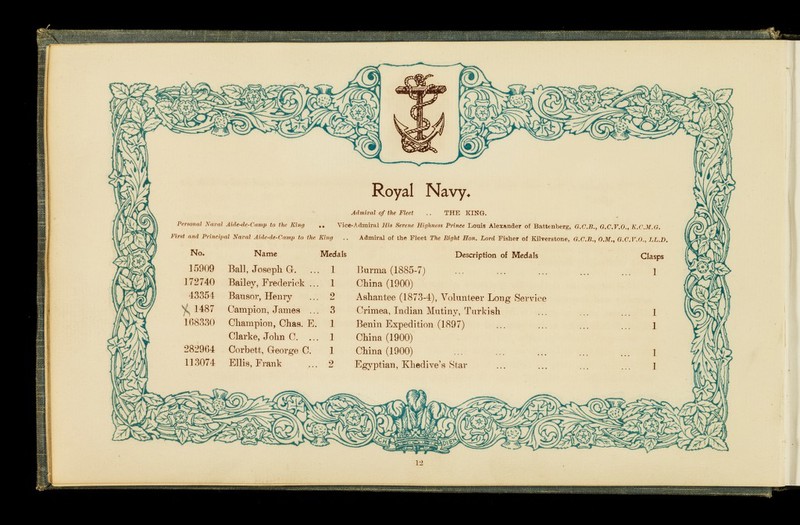 Royal Navy.
Admiral of the Fleet .. THE KING.
Personal Naval Aide-de-Camp to the King .. Vice-Admiral His Serene Highness Prince Louis Alexander of Battenberg, G.C.B., G.C.V.O., K.C.M.G.
First and Principal Naval Aide-de-Camp to the King .. Admiral of the Fleet The Right Hon. Lord Fisher of Kilverstone, G.C.B., O.M., G.C.V.O., LL.D.
No. Name Medals Description of Medals Clasps
15909 Ball, Joseph G. ... 1 Burma (1885-7) ... ... ... ... 1
172740 Bailey, Frederick ... 1 China (1900)
43354 Bausor, Henry ... 2 Ashantee (1873-4), Volunteer Long Service
X 1487 Campion, James ... 3 Crimea, Indian Mutiny, Turkish ... ... ... 1
168330 Champion, Chas. E. 1 Benin Expedition (1897) ... ... ... ... 1
Clarke, John C. ... 1 China (1900)
282964 Corbett, George C. 1 China (1900) ... ... ... ... ... 1
113074 Ellis, Frank ... 2 Egyptian, Khedive's Star ... ... ... ... 1
12